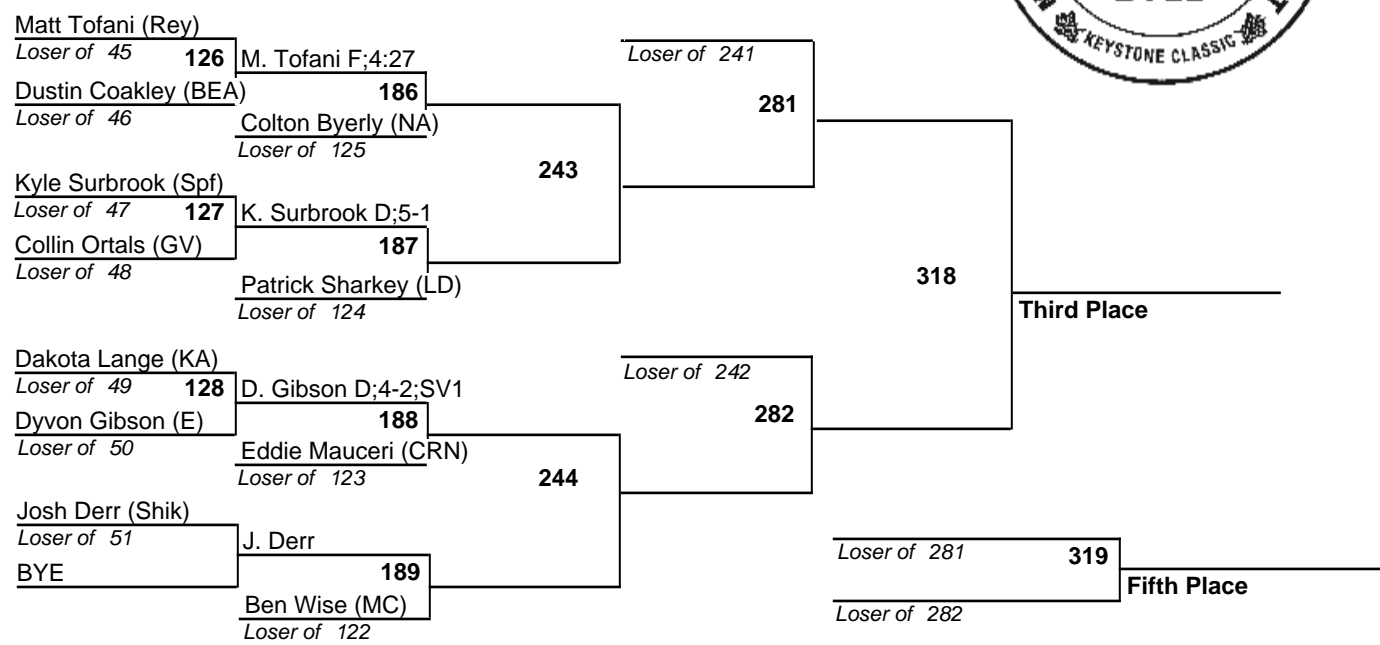 Matt Tofani (Rey)
Loser of 45
126
M. Tofani F;4:27
Dustin Coakley (BEA)
Loser of 46
186
Colton Byerly (NA)
Loser of 125
243
Kyle Surbrook (Spf)
Loser of 47
127
K. Surbrook D;5-1
Collin Ortals (GV)
Loser of 48
187
Patrick Sharkey (LD)
Loser of 124
Loser of 241
281
318
Third Place
Dakota Lange (KA)
Loser of 49
128
D. Gibson D;4-2;SV1
Dyvon Gibson (E)
Loser of 50
188
Eddie Mauceri (CRN)
Loser of 123
244
Josh Derr (Shik)
Loser of 51
J. Derr
BYE
189
Ben Wise (MC)
Loser of 122
Loser of 242
282
Loser of 281
319
Fifth Place
Loser of 282
KEYSTONE CLASSIC